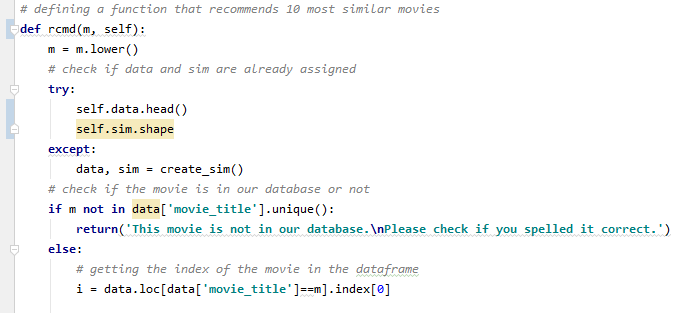 # defining a function that recommends 10 most similar movies
def rcmd(m, self):
    m = m.lower()
    # check if data and sim are already assigned
    try:
        self.data.head()
        self.sim.shape
    except:
        data, sim = create_sim()
    # check if the movie is in our database or not
    if m not in data['movie_title'].unique():
        return('This movie is not in our database.\nPlease check if you spelled it correct.')
    else:
        # getting the index of the movie in the dataframe
        i = data.loc[data['movie_title']==m].index[0]